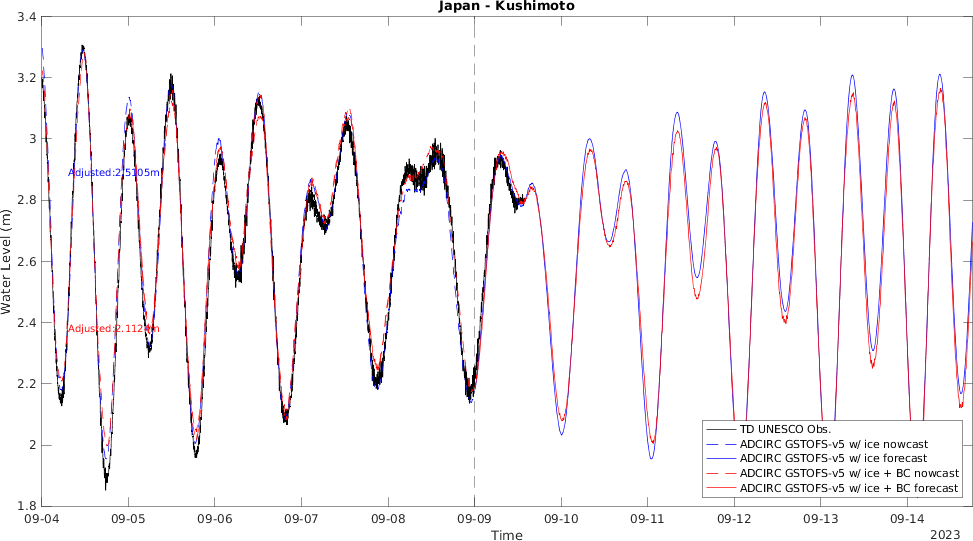 Japan - Kushimoto
3.4
3.2
3
2.8
2.6
2.4
2.2
2
1.8
Water Level (m)
Adjusted:2.5105m
09-04
09-05
09-06
09-07
09-08
09-09
09-10
09-11
09-12
09-13
09-14
Time
2023
TD UNESCO Obs.
ADCIRC GSTOFS-v5 w/ ice nowcast
ADCIRC GSTOFS-v5 w/ ice forecast
ADCIRC GSTOFS-v5 w/ ice + BC nowcast
ADCIRC GSTOFS-v5 w/ ice + BC forecast